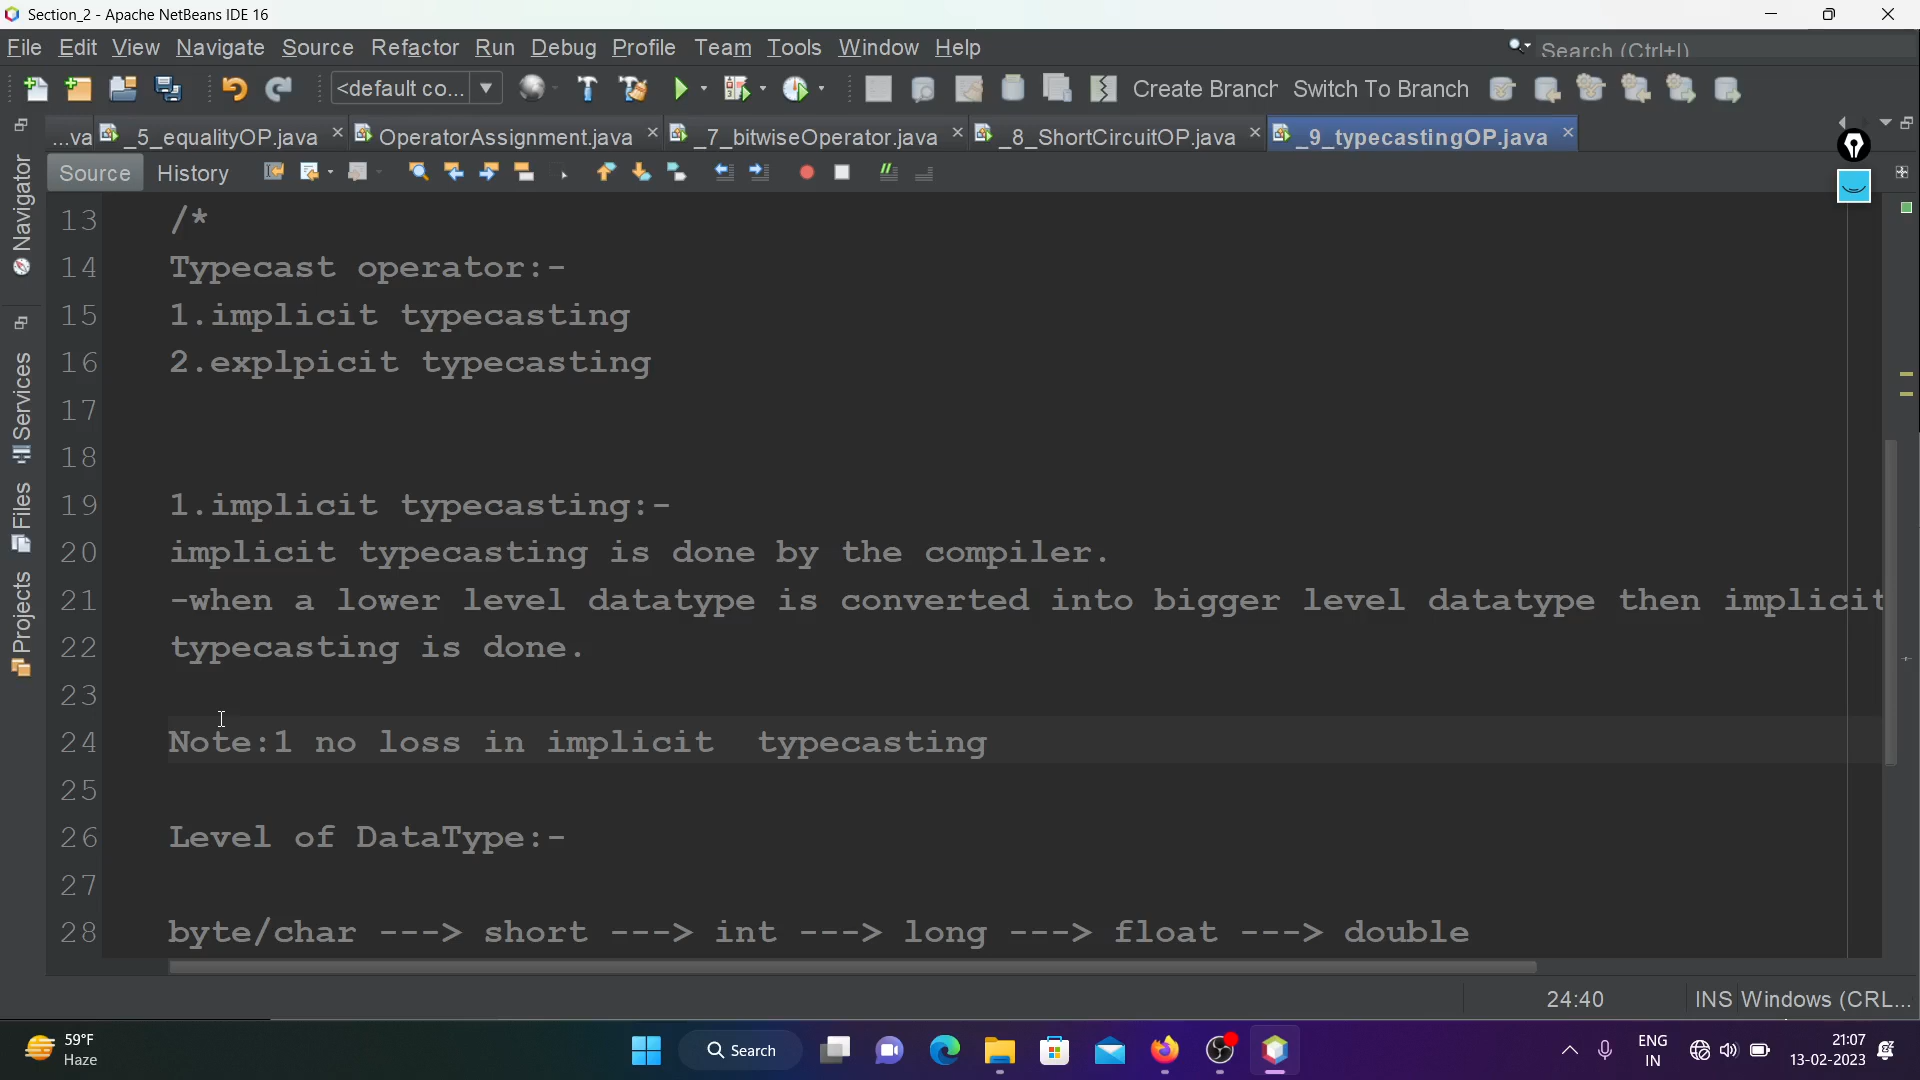 Section_2 - Apache NetBeans IDE 16
File Edit View Navigate Source Refactor Run Debug Profile Team Tools Window Help
Search (Ctrl+I)
<default co... Create Branch Switch To Branch
...va _5_equalityOP.java OperatorAssignment.java _7_bitwiseOperator.java _8_ShortCircuitOP.java _9_typecastingOP.java
Source History
Navigator
Services
Files
Projects
13 /*
14 Typecast operator:-
15 1.implicit typecasting
16 2.explpicit typecasting
17
18
19 1.implicit typecasting:-
20 implicit typecasting is done by the compiler.
21 -when a lower level datatype is converted into bigger level datatype then implicit
22 typecasting is done.
23
24 Note:1 no loss in implicit  typecasting
25
26 Level of DataType:-
27
28 byte/char ---> short ---> int ---> long ---> float ---> double
24:40 INS Windows (CRL...
59°F
Haze
Search
ENG
IN
21:07
13-02-2023